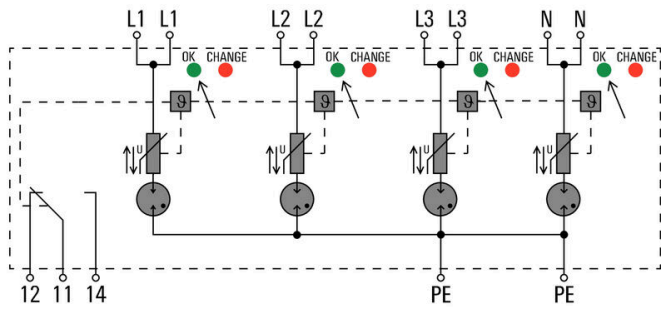 L1 L1 L2 L2 L3 L3 N N
OK CHANGE OK CHANGE OK CHANGE OK CHANGE
ϑ ϑ ϑ ϑ
U U U U
12 11 14 PE PE